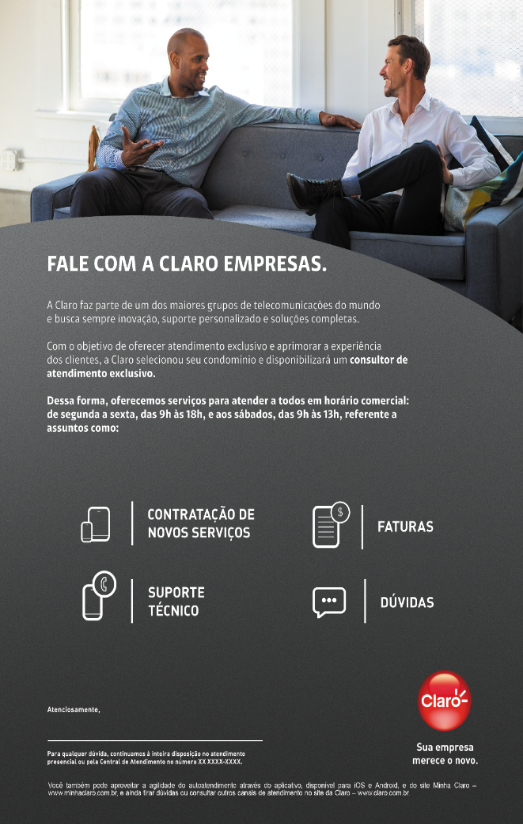 FALE COM A CLARO EMPRESAS.
A Claro faz parte de um dos maiores grupos de telecomunicações do mundo
e busca sempre inovação, suporte personalizado e soluções completas.
Com o objetivo de oferecer atendimento exclusivo e aprimorar a experiência
dos clientes, a Claro selecionou seu condomínio e disponibilizará um consultor de
atendimento exclusivo.
Dessa forma, oferecemos serviços para atender a todos em horário comercial:
de segunda a sexta, das 9h às 18h, e aos sábados, das 9h às 13h, referente a
assuntos como:
CONTRATAÇÃO DE
NOVOS SERVIÇOS
$
FATURAS
SUPORTE
TÉCNICO
DÚVIDAS
Atenciosamente,
Claro
Sua empresa
merece o novo.
Para qualquer dúvida, continuamos à inteira disposição no atendimento
presencial ou pela Central de Atendimento no número XX XXXX-XXXX.
Você também pode aproveitar a agilidade do autoatendimento através do aplicativo, disponível para iOS e Android, e do site Minha Claro –
www.minhaclaro.com.br, e ainda tirar dúvidas ou consultar outros canais de atendimento no site da Claro – www.claro.com.br.